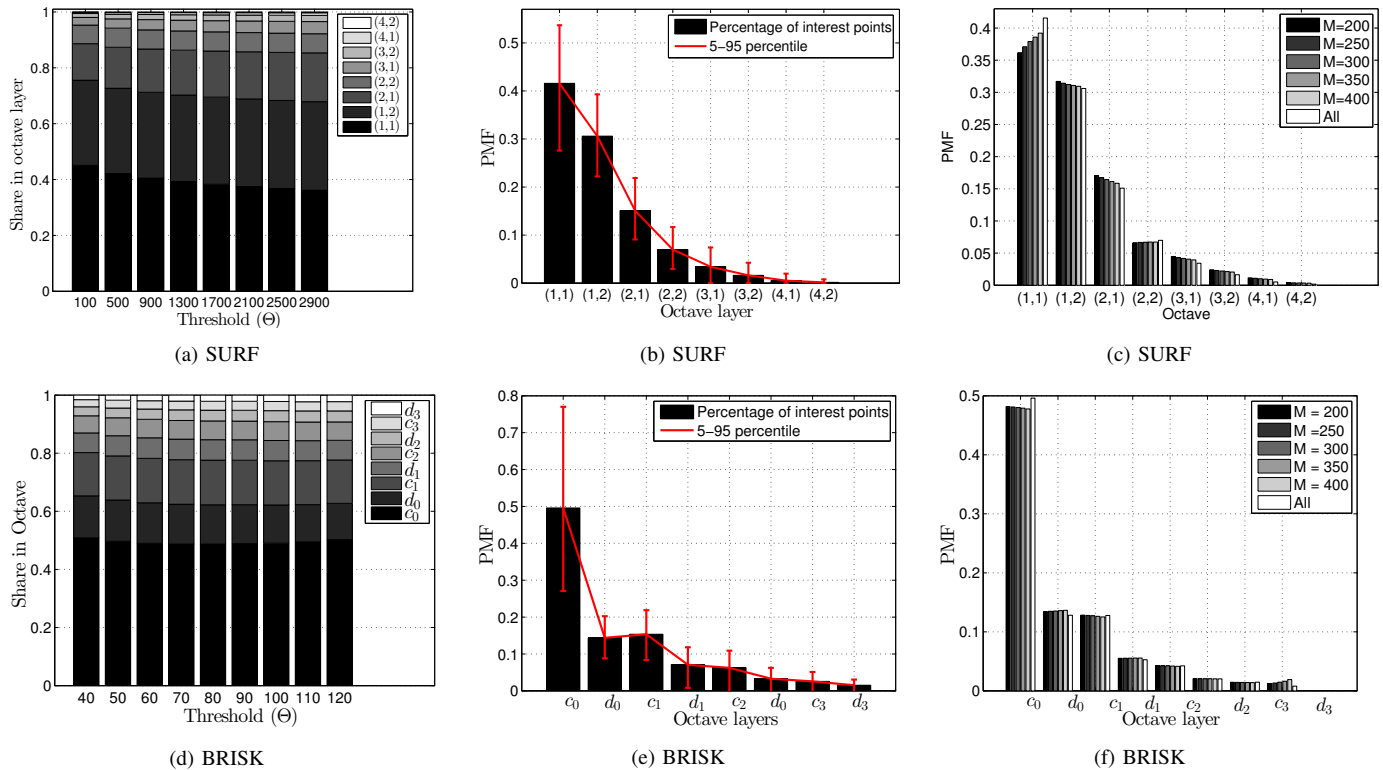 1
0.8
0.6
0.4
0.2
0
Share in octave layer
100 500 900 1300 1700 2100 2500 2900
Threshold (Θ)
(4,2)
(4,1)
(3,2)
(3,1)
(2,2)
(2,1)
(1,2)
(1,1)
(a) SURF
0.5
0.4
0.3
0.2
0.1
0
PMF
Percentage of interest points
5−95 percentile
(1,1) (1,2) (2,1) (2,2) (3,1) (3,2) (4,1) (4,2)
Octave layer
(b) SURF
0.4
0.35
0.3
0.25
0.2
0.15
0.1
0.05
0
PMF
M=200
M=250
M=300
M=350
M=400
All
(1,1) (1,2) (2,1) (2,2) (3,1) (3,2) (4,1) (4,2)
Octave
(c) SURF
1
0.8
0.6
0.4
0.2
0
Share in Octave
40 50 60 70 80 90 100 110 120
Threshold (Θ)
d3
c3
d2
c2
d1
c1
d0
c0
(d) BRISK
0.8
0.7
0.6
0.5
0.4
0.3
0.2
0.1
0
PMF
Percentage of interest points
5−95 percentile
c0 d0 c1 d1 c2 d0 c3 d3
Octave layers
(e) BRISK
0.5
0.4
0.3
0.2
0.1
0
PMF
M = 200
M =250
M = 300
M = 350
M = 400
All
c0 d0 c1 d1 c2 d2 c3 d3
Octave layer
(f) BRISK